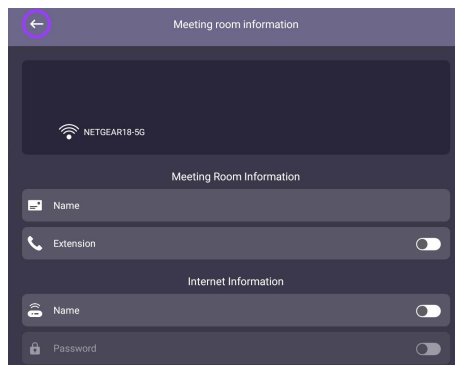 Meeting room information
NETGEAR18-5G
Meeting Room Information
Name
Extension
Internet Information
Name
Password